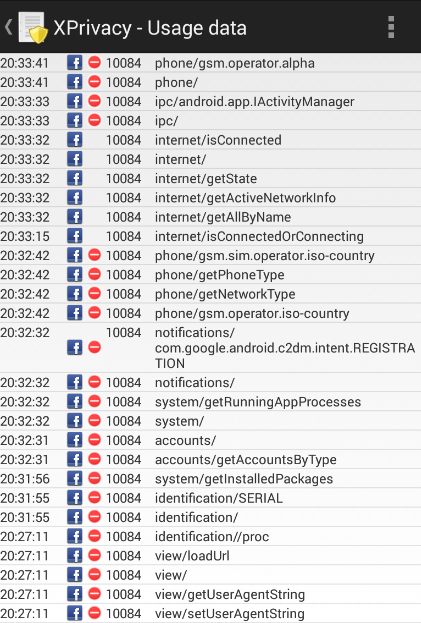 XPrivacy - Usage data
20:33:41 10084 phone/gsm.operator.alpha
20:33:41 10084 phone/
20:33:33 10084 ipc/android.app.IActivityManager
20:33:33 10084 ipc/
20:33:32 10084 internet/isConnected
20:33:32 10084 internet/
20:33:32 10084 internet/getState
20:33:32 10084 internet/getActiveNetworkInfo
20:33:32 10084 internet/getAllByName
20:33:15 10084 internet/isConnectedOrConnecting
20:32:42 10084 phone/gsm.sim.operator.iso-country
20:32:42 10084 phone/getPhoneType
20:32:42 10084 phone/getNetworkType
20:32:42 10084 phone/gsm.operator.iso-country
20:32:32 10084 notifications/
com.google.android.c2dm.intent.REGISTRA
TION
20:32:32 10084 notifications/
20:32:32 10084 system/getRunningAppProcesses
20:32:32 10084 system/
20:32:31 10084 accounts/
20:32:31 10084 accounts/getAccountsByType
20:31:56 10084 system/getInstalledPackages
20:31:55 10084 identification/SERIAL
20:31:55 10084 identification/
20:27:11 10084 identification//proc
20:27:11 10084 view/loadUrl
20:27:11 10084 view/
20:27:11 10084 view/getUserAgentString
20:27:11 10084 view/setUserAgentString